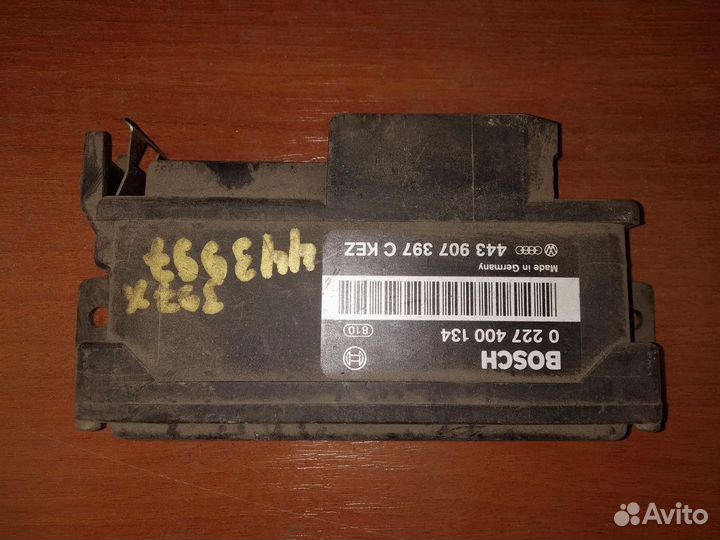 BOSCH
0 227 400 134
810
Made in Germany
443 907 397 C KEZ
Avito